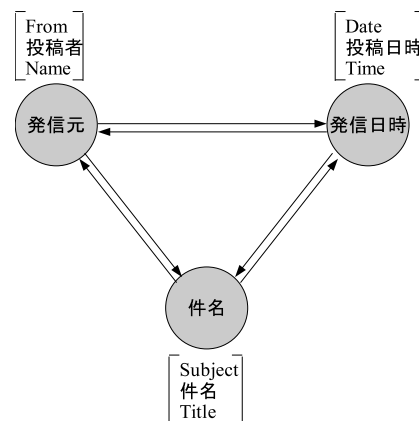 From
投稿者
Name
Date
投稿日時
Time
発信元
発信日時
件名
Subject
件名
Title